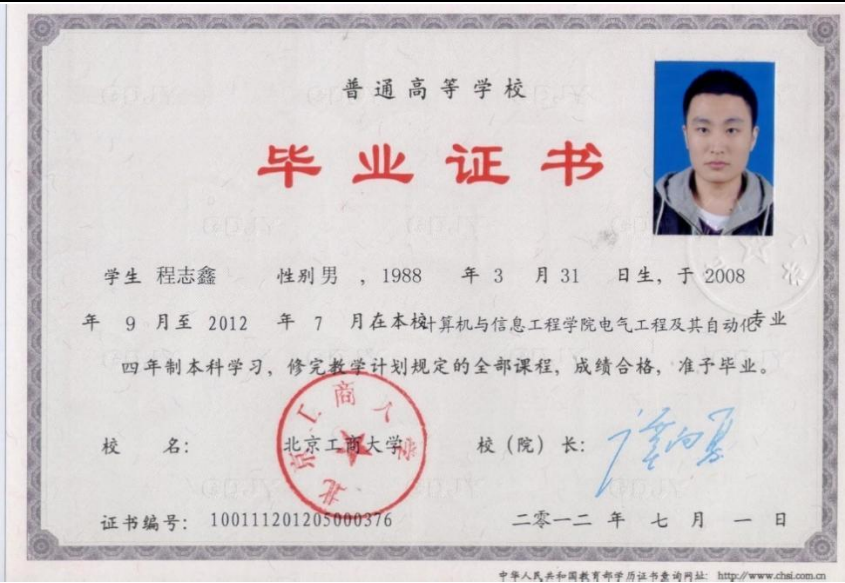 普通高等学校
毕业证书
学生 程志鑫 性别 男 ，1988 年 3 月 31 日生，于 2008
年 9 月至 2012 年 7 月在本校计算机与信息工程学院电气工程及其自动化专业
四年制本科学习，修完教学计划规定的全部课程，成绩合格，准予毕业。
校 名： 北京工商大学 校（院）长：
北京工商大学
证书编号： 100111201205000376 二零一二 年 七 月 一 日
中华人民共和国教育部学历证书查询网址: http://www.chsi.com.cn